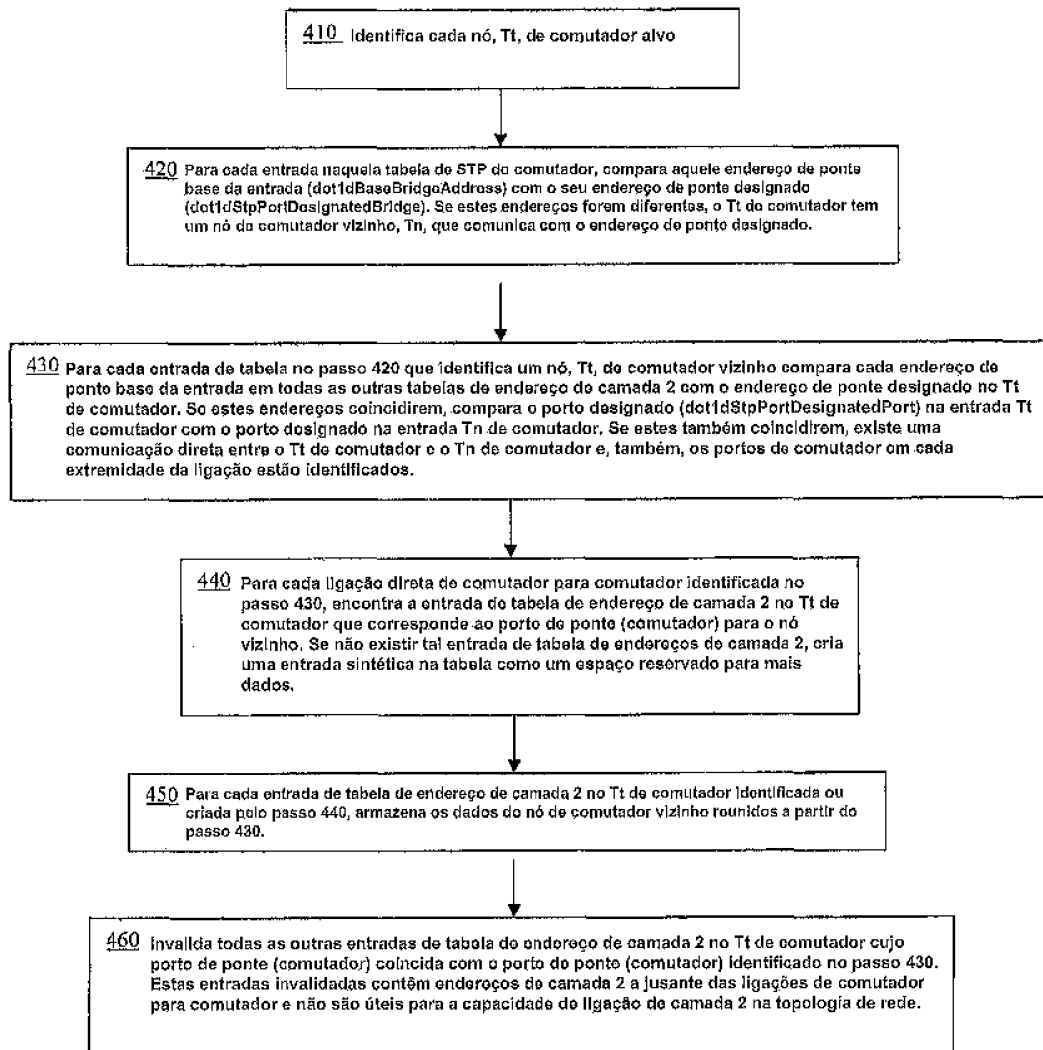 410 Identifica cada nó, Tt, de comutador alvo
420 Para cada entrada naquela tabela de STP do comutador, compara aquele endereço de ponte
base da entrada (dot1dBaseBridgeAddress) com o seu endereço de ponte designado
(dot1dStpPortDesignatedBridge). Se estes endereços forem diferentes, o Tt do comutador tem
um nó do comutador vizinho, Tn, que comunica com o endereço de ponte designado.
430 Para cada entrada de tabela no passo 420 que identifica um nó, Tt, de comutador vizinho compara cada endereço de
ponto base da entrada em todas as outras tabelas de endereço de camada 2 com o endereço de ponte designado no Tt
de comutador. Se estes endereços coincidirem, compara o porto designado (dot1dStpPortDesignatedPort) na entrada Tt
de comutador com o porto designado na entrada Tn de comutador. Se estes também coincidirem, existe uma
comunicação direta entre o Tt de comutador e o Tn de comutador e, também, os portos de comutador em cada
extremidade da ligação estão identificados.
440 Para cada ligação direta de comutador para comutador identificada no
passo 430, encontra a entrada de tabela de endereço de camada 2 no Tt de
comutador que corresponde ao porto de ponte (comutador) para o nó
vizinho. Se não existir tal entrada de tabela de endereços de camada 2, cria
uma entrada sintética na tabela como um espaço reservado para mais
dados.
450 Para cada entrada de tabela de endereço de camada 2 no Tt de comutador identificada ou
criada pelo passo 440, armazena os dados do nó de comutador vizinho reunidos a partir do
passo 430.
460 Invalida todas as outras entradas de tabela de endereço de camada 2 no Tt de comutador cujo
porto de ponte (comutador) coincida com o porto de ponte (comutador) identificado no passo 430.
Estas entradas invalidadas contêm endereços de camada 2 a jusante das ligações de comutador
para comutador e não são úteis para a capacidade de ligação de camada 2 na topologia de rede.